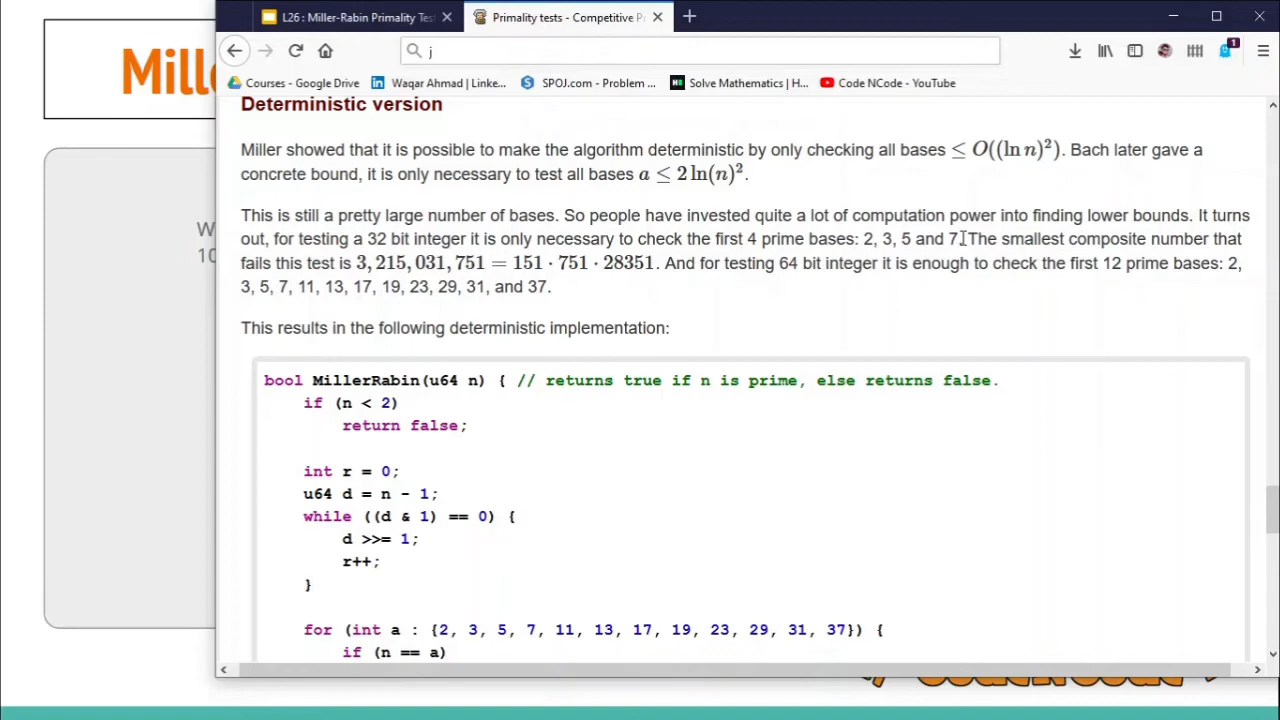 L26 : Miller-Rabin Primality Tes
Primality tests - Competitive P
j
1
Courses - Google Drive
Waqar Ahmad | Linke...
SPOJ.com - Problem ...
Solve Mathematics | H...
Code NCode - YouTube
Mille
W
10
Deterministic version
Miller showed that it is possible to make the algorithm deterministic by only checking all bases ≤ O((ln n)²). Bach later gave a
concrete bound, it is only necessary to test all bases a ≤ 2 ln(n)².
This is still a pretty large number of bases. So people have invested quite a lot of computation power into finding lower bounds. It turns
out, for testing a 32 bit integer it is only necessary to check the first 4 prime bases: 2, 3, 5 and 7. The smallest composite number that
fails this test is 3, 215, 031, 751 = 151 · 751 · 28351. And for testing 64 bit integer it is enough to check the first 12 prime bases: 2,
3, 5, 7, 11, 13, 17, 19, 23, 29, 31, and 37.
This results in the following deterministic implementation:
bool MillerRabin(u64 n) { // returns true if n is prime, else returns false.
if (n < 2)
return false;
int r = 0;
u64 d = n - 1;
while ((d & 1) == 0) {
d >>= 1;
r++;
}
for (int a : {2, 3, 5, 7, 11, 13, 17, 19, 23, 29, 31, 37}) {
if (n == a)